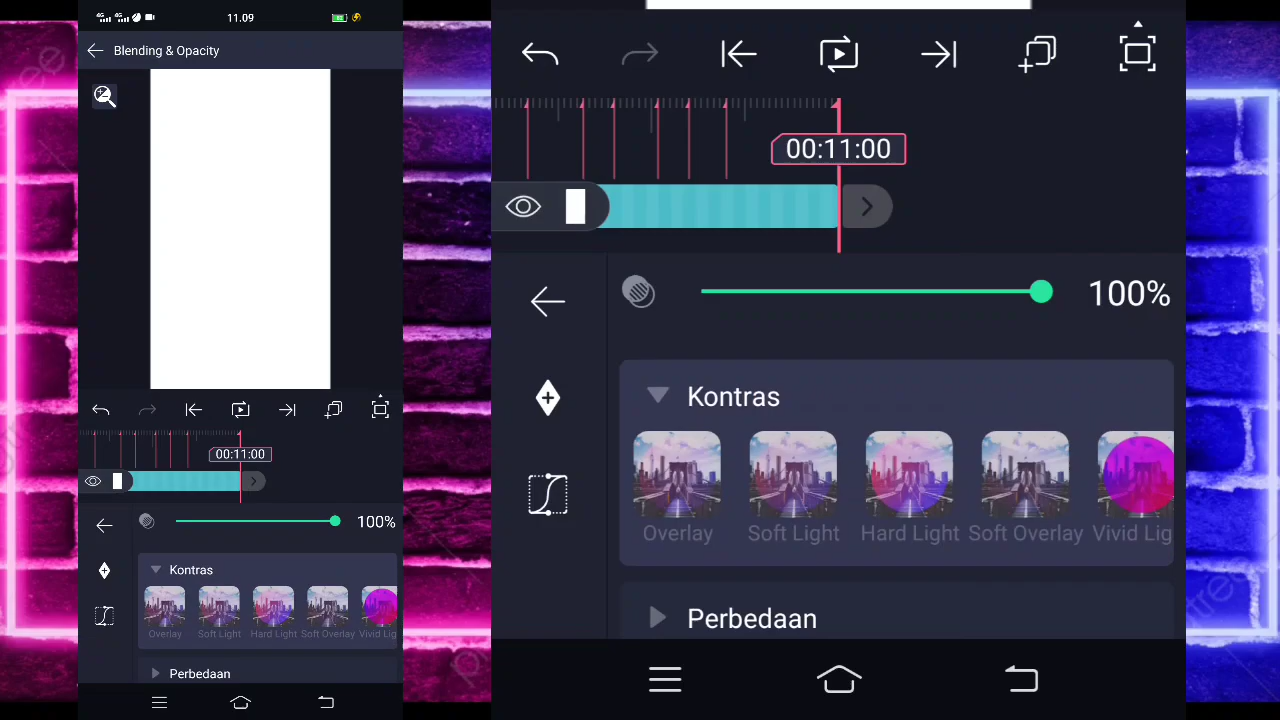 11.09
Blending & Opacity
00:11:00
100%
Kontras
Overlay
Soft Light
Hard Light
Soft Overlay
Vivid Lig
Perbedaan
00:11:00
100%
Kontras
Overlay
Soft Light
Hard Light
Soft Overlay
Vivid Lig
Perbedaan